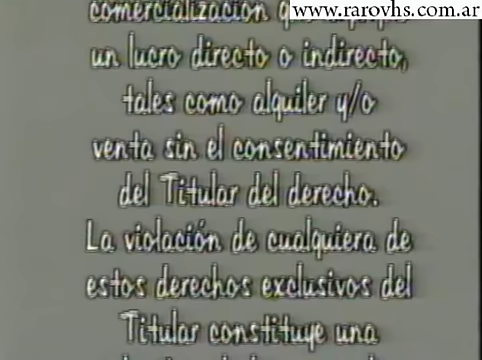 www.rarovhs.com.ar
comercialización que
un lucro directo o indirecto,
tales como alquiler y/o
venta sin el consentimiento
del Titular del derecho.
La violación de cualquiera de
estos derechos exclusivos del
Titular constituye una